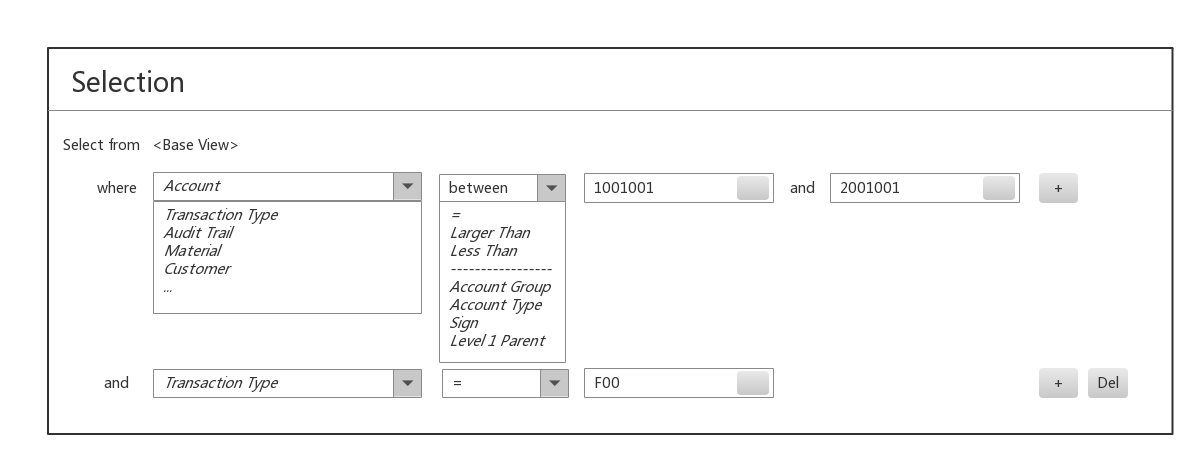 Selection
Select from <Base View>
where Account between 1001001 and 2001001 +
Transaction Type
Audit Trail
Material
Customer
...
=
Larger Than
Less Than
-----------------
Account Group
Account Type
Sign
Level 1 Parent
and Transaction Type = F00 + Del